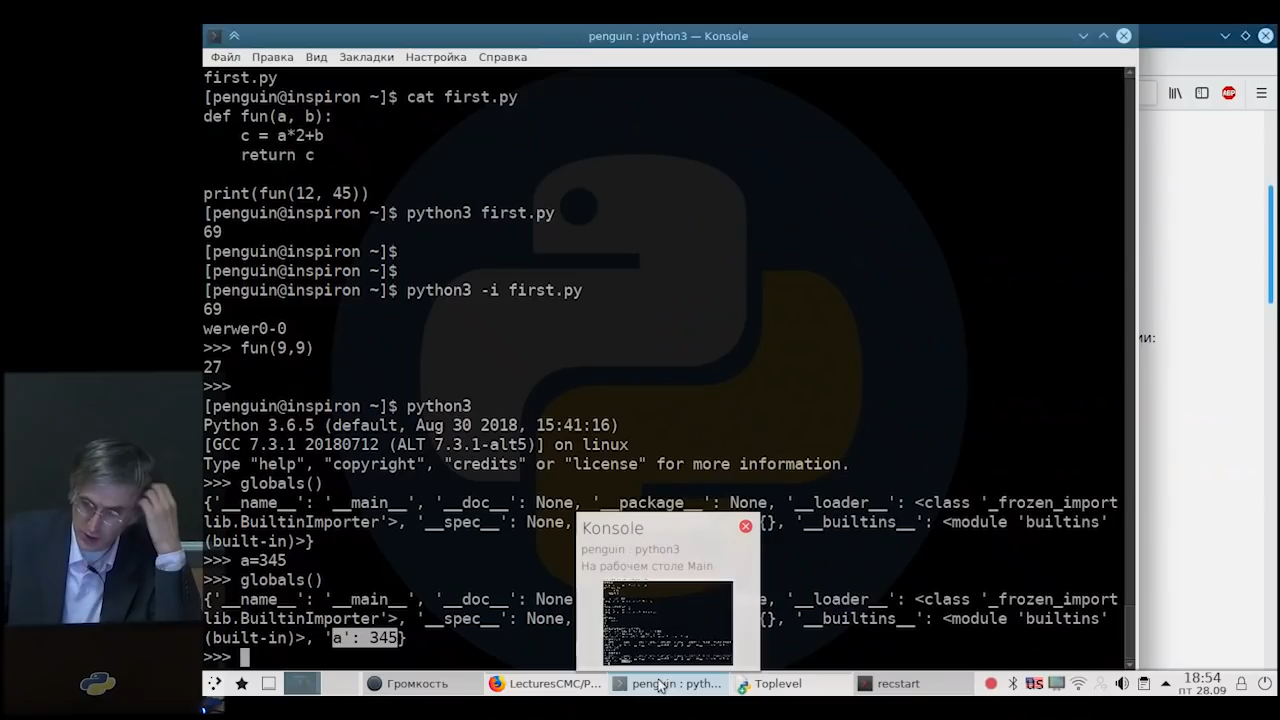 penguin : python3 — Konsole
Файл Правка Вид Закладки Настройка Справка
first.py
[penguin@inspiron ~]$ cat first.py
def fun(a, b):
    c = a*2+b
    return c
print(fun(12, 45))
[penguin@inspiron ~]$ python3 first.py
69
[penguin@inspiron ~]$
[penguin@inspiron ~]$
[penguin@inspiron ~]$ python3 -i first.py
69
werwer0-0
>>> fun(9,9)
27
>>>
[penguin@inspiron ~]$ python3
Python 3.6.5 (default, Aug 30 2018, 15:41:16)
[GCC 7.3.1 20180712 (ALT 7.3.1-alt5)] on linux
Type "help", "copyright", "credits" or "license" for more information.
>>> globals()
{'__name__': '__main__', '__doc__': None, '__package__': None, '__loader__': <class '_frozen_import
lib.BuiltinImporter'>, '__spec__': None, {}, '__builtins__': <module 'builtins'
(built-in)>}
>>> a=345
>>> globals()
{'__name__': '__main__', '__doc__': None, '__loader__': <class '_frozen_import
lib.BuiltinImporter'>, '__spec__': None, {}, '__builtins__': <module 'builtins'
(built-in)>, 'a': 345}
>>>
Konsole
penguin : python3
На рабочем столе Main
ии:
ABP
Громкость LecturesCMC/P... penguin : pyth... Toplevel recstart US 18:54
ПТ 28.09